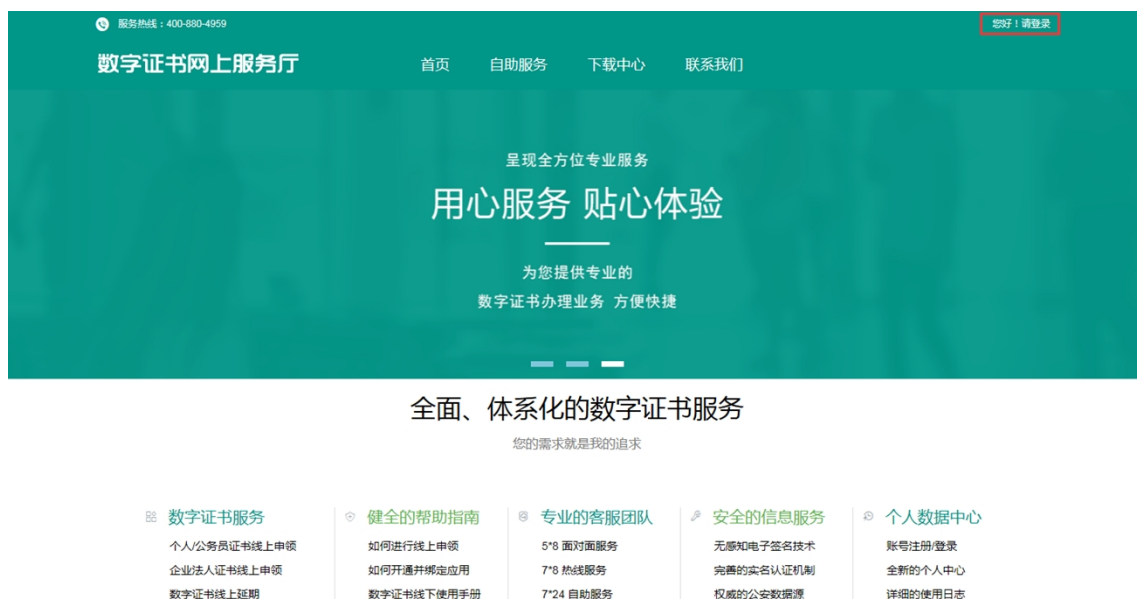 服务热线：400-880-4959
您好！请登录
数字证书网上服务厅
首页 自助服务 下载中心 联系我们
呈现全方位专业服务
用心服务 贴心体验
为您提供专业的
数字证书办理业务 方便快捷
全面、体系化的数字证书服务
您的需求就是我的追求
数字证书服务
个人/公务员证书线上申领
企业法人证书线上申领
数字证书线上延期
健全的帮助指南
如何进行线上申领
如何开通并绑定应用
数字证书线下使用手册
专业的客服团队
5*8 面对面服务
7*8 热线服务
7*24 自助服务
安全的信息服务
无感知电子签名技术
完善的实名认证机制
权威的公安数据源
个人数据中心
账号注册/登录
全新的个人中心
详细的使用日志